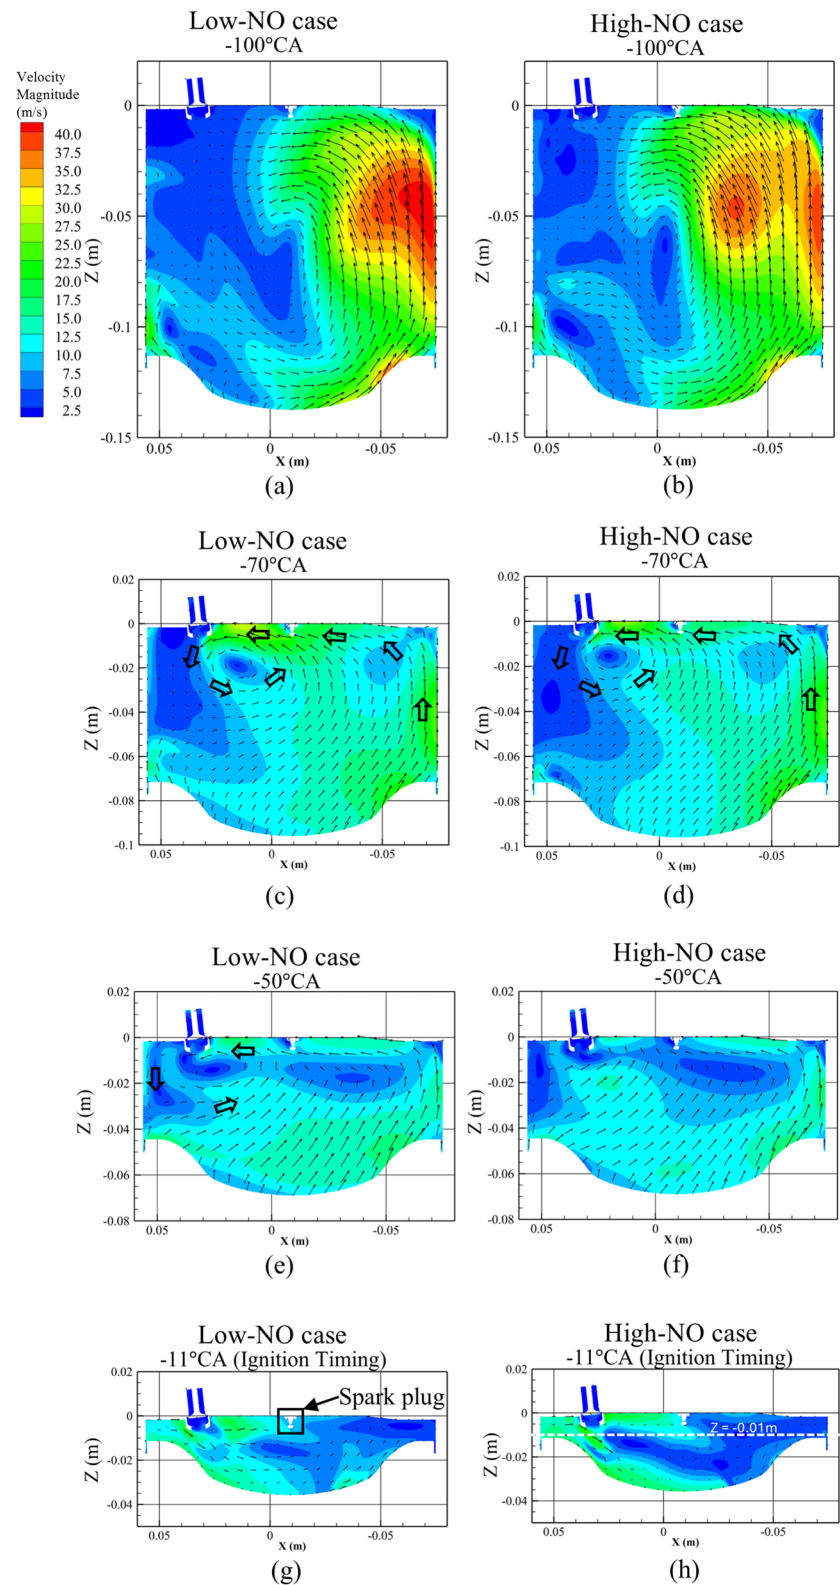 Low-NO case
-100°CA
High-NO case
-100°CA
Velocity
Magnitude
(m/s)
40.0
37.5
35.0
32.5
30.0
27.5
25.0
22.5
20.0
17.5
15.0
12.5
10.0
7.5
5.0
2.5
Z (m)
0
-0.05
-0.1
-0.15
0.05 0 -0.05
X (m)
(a)
Z (m)
0
-0.05
-0.1
-0.15
0.05 0 -0.05
X (m)
(b)
Low-NO case
-70°CA
Z (m)
0.02
0
-0.02
-0.04
-0.06
-0.08
-0.1
0.05 0 -0.05
X (m)
(c)
High-NO case
-70°CA
Z (m)
0.02
0
-0.02
-0.04
-0.06
-0.08
-0.1
0.05 0 -0.05
X (m)
(d)
Low-NO case
-50°CA
Z (m)
0.02
0
-0.02
-0.04
-0.06
-0.08
0.05 0 -0.05
X (m)
(e)
High-NO case
-50°CA
Z (m)
0.02
0
-0.02
-0.04
-0.06
-0.08
0.05 0 -0.05
X (m)
(f)
Low-NO case
-11°CA (Ignition Timing)
Spark plug
Z (m)
0.02
0
-0.02
-0.04
0.05 0 -0.05
X (m)
(g)
High-NO case
-11°CA (Ignition Timing)
Z = -0.01m
Z (m)
0.02
0
-0.02
-0.04
0.05 0 -0.05
X (m)
(h)